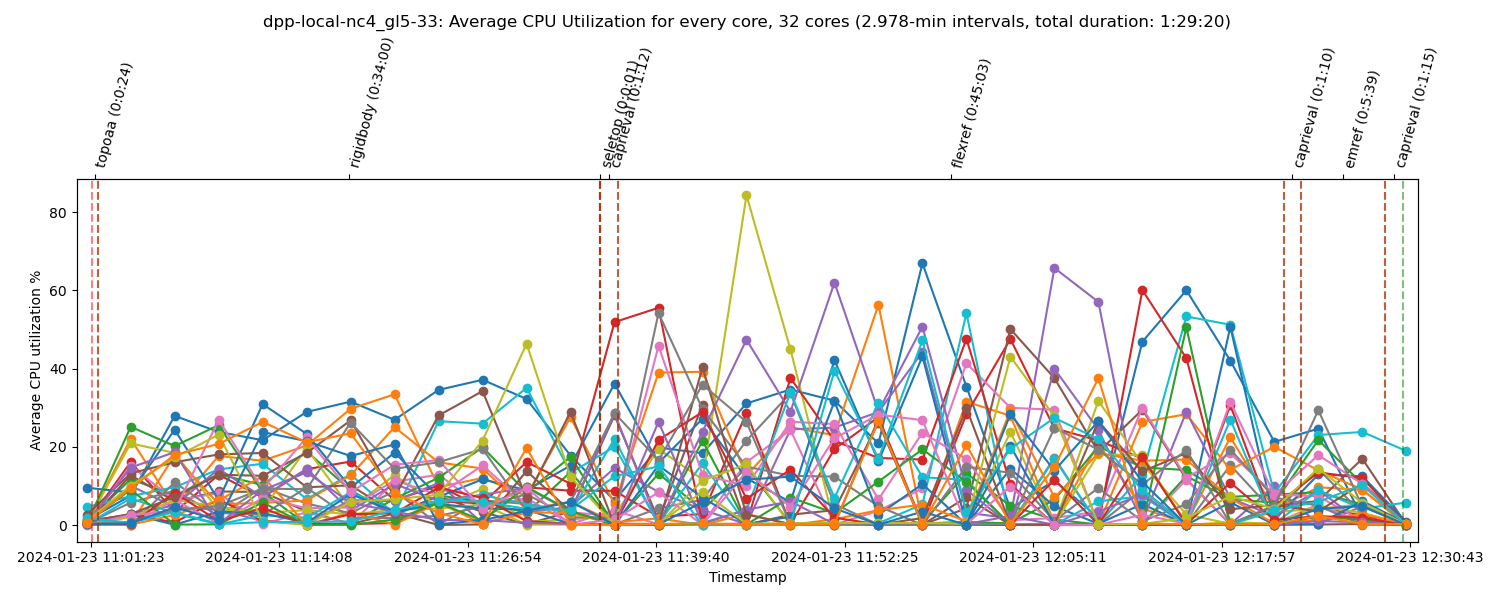 dpp-local-nc4_gl5-33: Average CPU Utilization for every core, 32 cores (2.978-min intervals, total duration: 1:29:20)
topoaa (0:0:24)
rigidbody (0:34:00)
seletop (0:0:01)
caprieval (0:1:12)
flexref (0:45:03)
caprieval (0:1:10)
emref (0:5:39)
caprieval (0:1:15)
Average CPU utilization %
80
60
40
20
0
2024-01-23 11:01:23
2024-01-23 11:14:08
2024-01-23 11:26:54
2024-01-23 11:39:40
2024-01-23 11:52:25
2024-01-23 12:05:11
2024-01-23 12:17:57
2024-01-23 12:30:43
Timestamp